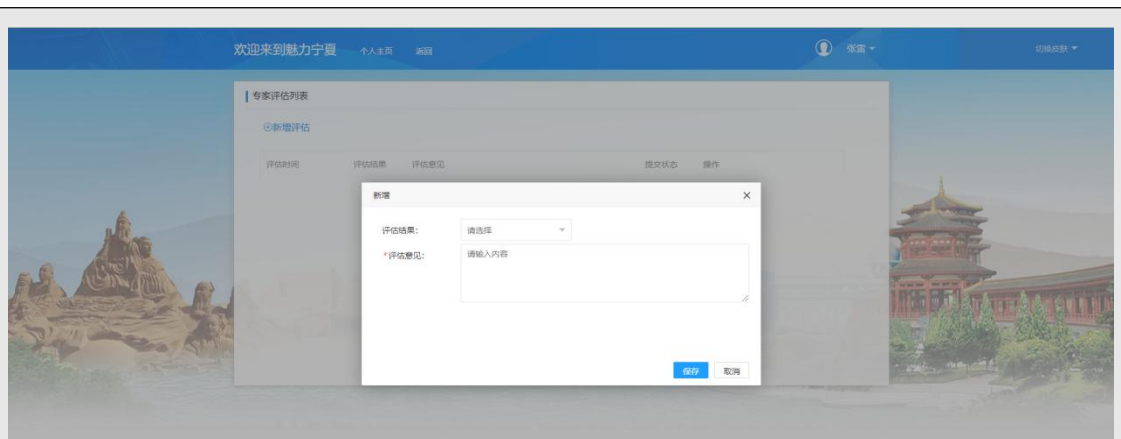 欢迎来到魅力宁夏 个人主页 返回 张雷 切换皮肤
专家评估列表
新增评估
评估时间 评估结果 评估意见 提交状态 操作
新增
评估结果: 请选择
*评估意见: 请输入内容
保存 取消